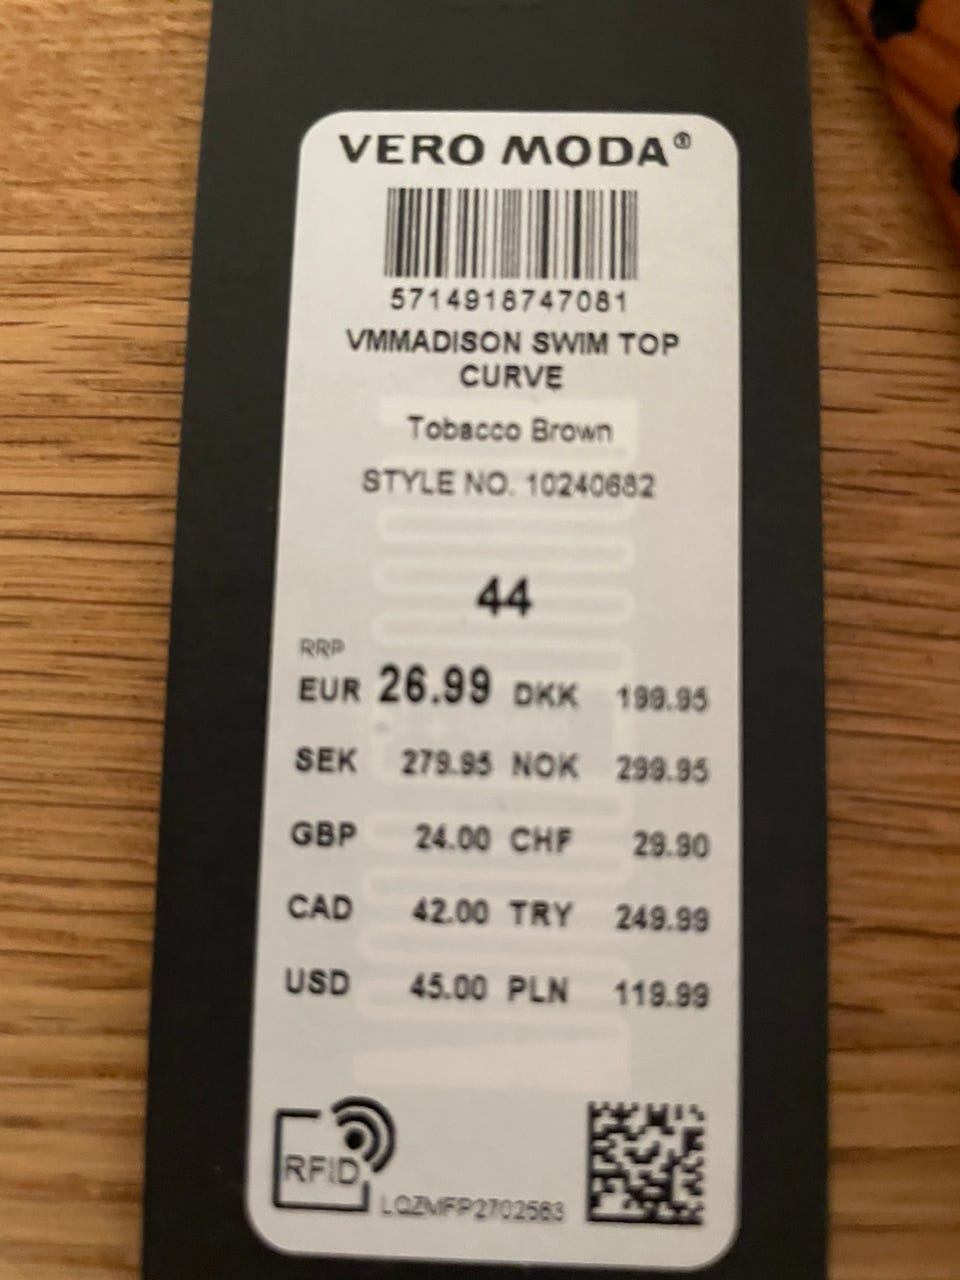 VERO MODA®
5714918747081
VMMADISON SWIM TOP
CURVE
Tobacco Brown
STYLE NO. 10240682
44
RRP
EUR 26.99 DKK 199.95
SEK 279.95 NOK 299.95
GBP 24.00 CHF 29.90
CAD 42.00 TRY 249.99
USD 45.00 PLN 119.99
RFID
LQZMFP2702563